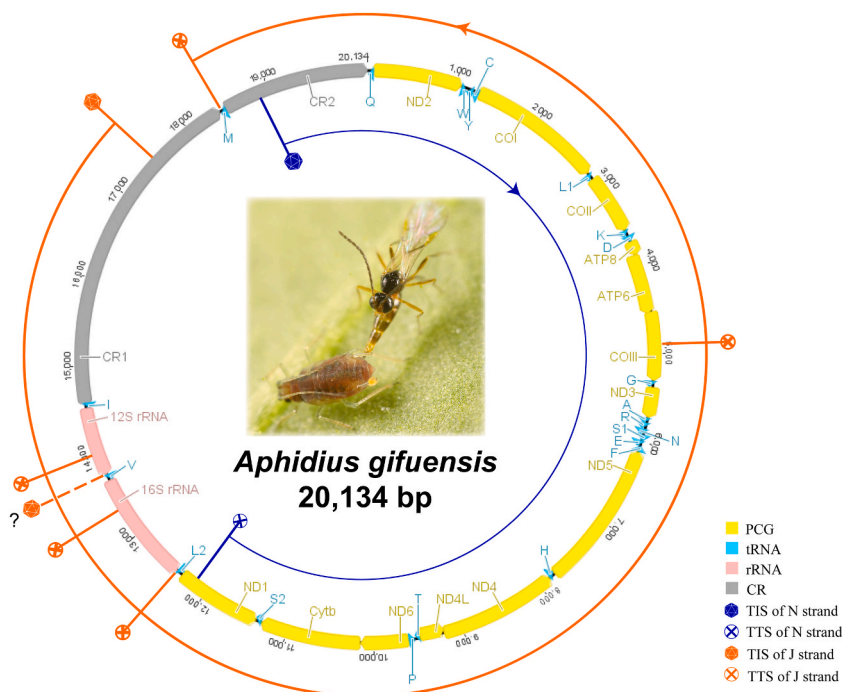 20,134
1,000
2,000
3,000
4,000
5,000
6,000
7,000
8,000
9,000
10,000
11,000
12,000
13,000
14,000
15,000
16,000
17,000
18,000
19,000
CR2
Q
ND2
W
Y
C
COI
L1
COII
K
D
ATP8
ATP6
COIII
G
ND3
A
R
S1
N
E
F
ND5
H
ND4
ND4L
T
P
ND6
Cytb
S2
ND1
L2
16S rRNA
V
12S rRNA
I
CR1
M
?
Aphidius gifuensis
20,134 bp
PCG
tRNA
rRNA
CR
TIS of N strand
TTS of N strand
TIS of J strand
TTS of J strand